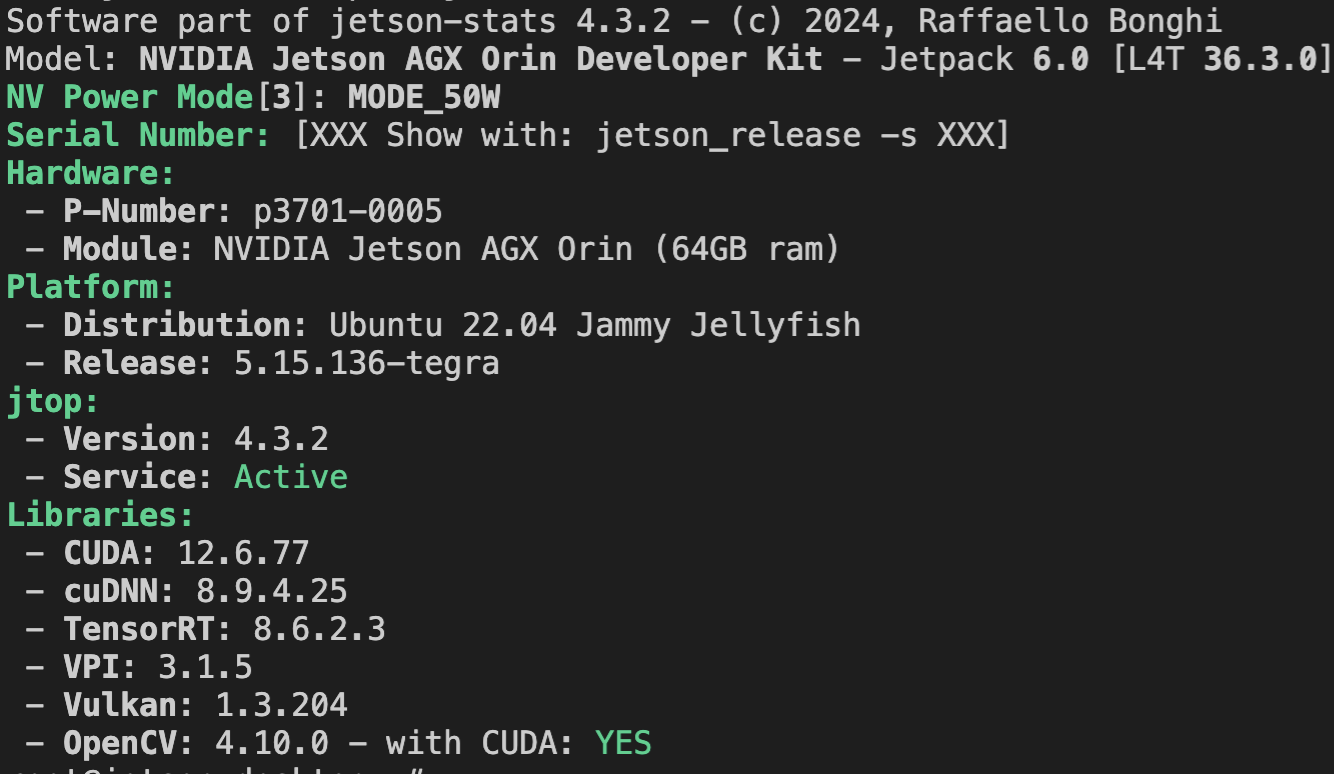 Software part of jetson-stats 4.3.2 - (c) 2024, Raffaello Bonghi
Model: NVIDIA Jetson AGX Orin Developer Kit - Jetpack 6.0 [L4T 36.3.0]
NV Power Mode[3]: MODE_50W
Serial Number: [XXX Show with: jetson_release -s XXX]
Hardware:
 - P-Number: p3701-0005
 - Module: NVIDIA Jetson AGX Orin (64GB ram)
Platform:
 - Distribution: Ubuntu 22.04 Jammy Jellyfish
 - Release: 5.15.136-tegra
jtop:
 - Version: 4.3.2
 - Service: Active
Libraries:
 - CUDA: 12.6.77
 - cuDNN: 8.9.4.25
 - TensorRT: 8.6.2.3
 - VPI: 3.1.5
 - Vulkan: 1.3.204
 - OpenCV: 4.10.0 - with CUDA: YES